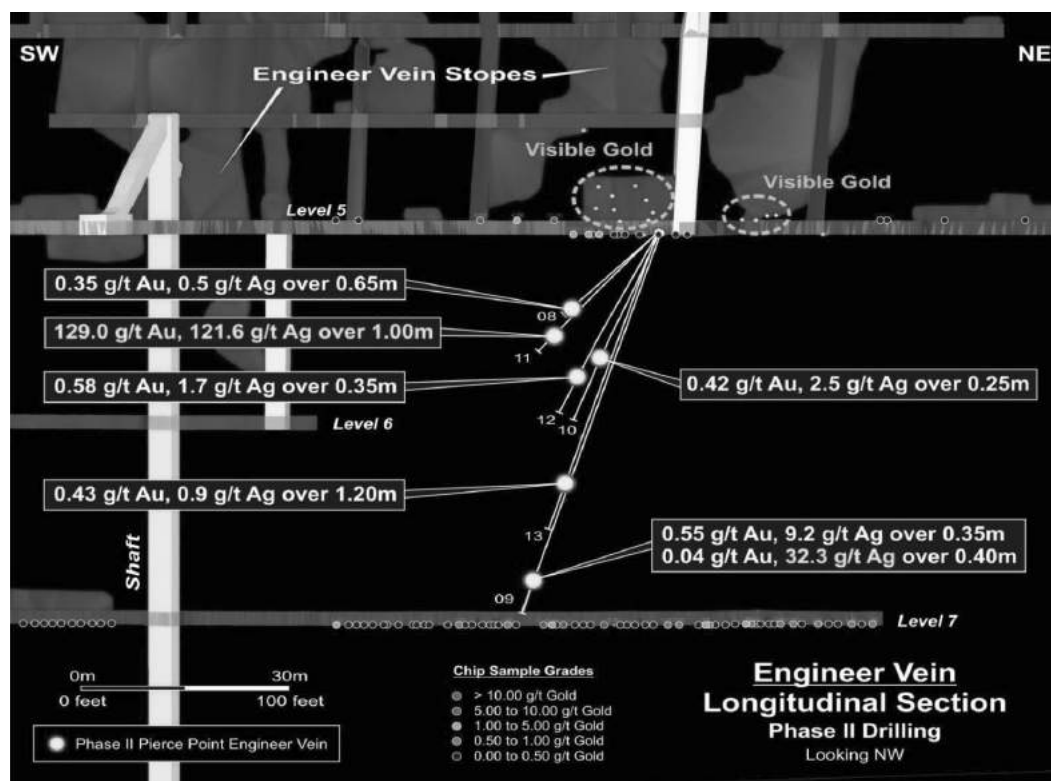 SW
NE
Engineer Vein Stopes
Visible Gold
Visible Gold
Level 5
0.35 g/t Au, 0.5 g/t Ag over 0.65m
08
129.0 g/t Au, 121.6 g/t Ag over 1.00m
11
0.58 g/t Au, 1.7 g/t Ag over 0.35m
0.42 g/t Au, 2.5 g/t Ag over 0.25m
12
10
Level 6
0.43 g/t Au, 0.9 g/t Ag over 1.20m
Shaft
13
0.55 g/t Au, 9.2 g/t Ag over 0.35m
0.04 g/t Au, 32.3 g/t Ag over 0.40m
09
Level 7
0m 30m
0 feet 100 feet
Phase II Pierce Point Engineer Vein
Chip Sample Grades
> 10.00 g/t Gold
5.00 to 10.00 g/t Gold
1.00 to 5.00 g/t Gold
0.50 to 1.00 g/t Gold
0.00 to 0.50 g/t Gold
Engineer Vein
Longitudinal Section
Phase II Drilling
Looking NW